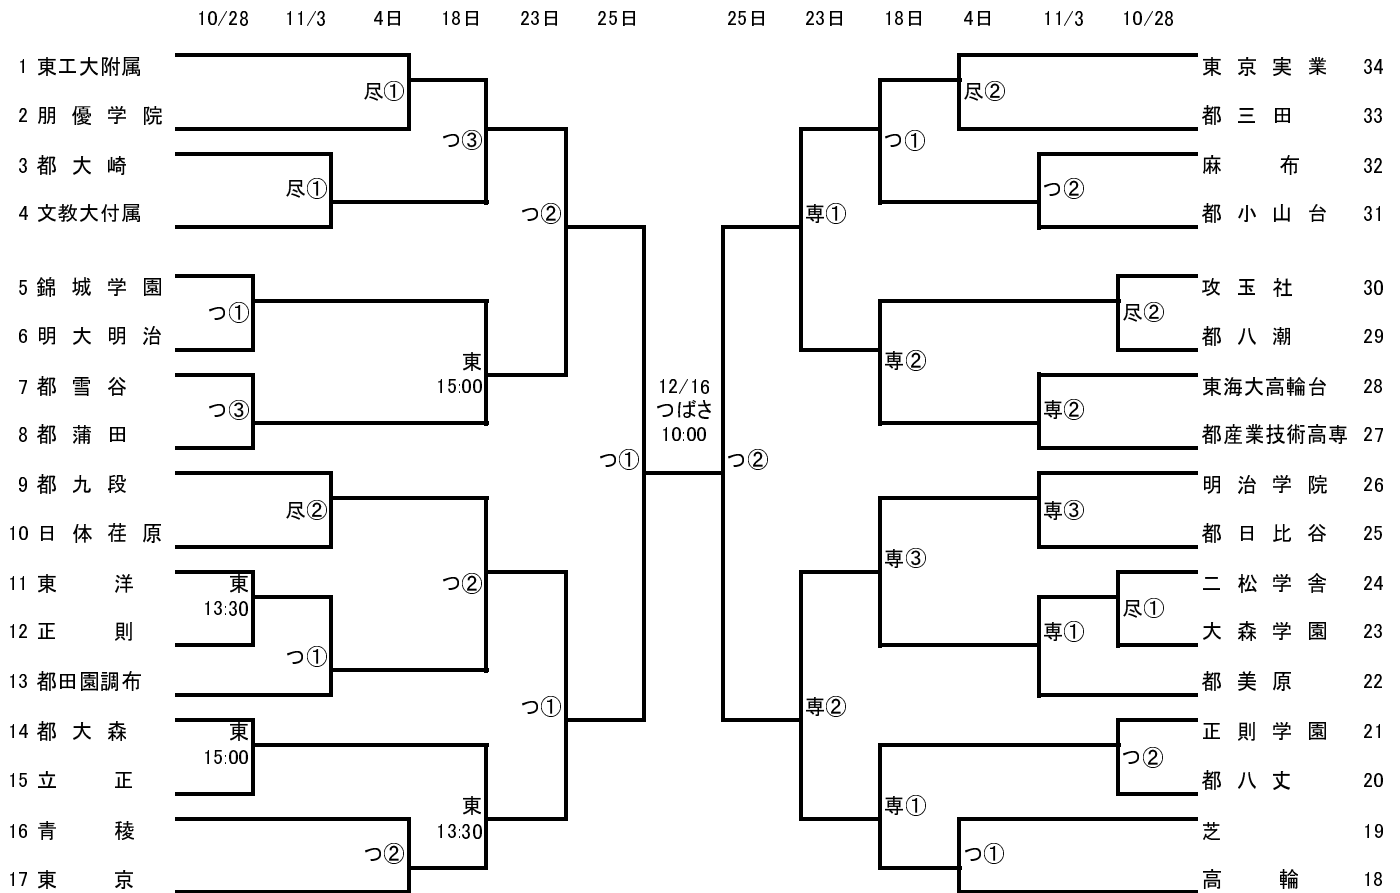 10/28 11/3 4日 18日 23日 25日 25日 23日 18日 4日 11/3 10/28
1 東工大附属 東京実業 34
尽① 尽②
2 朋優学院 都三田 33
つ③ つ①
3 都大崎 麻布 32
尽① つ②
4 文教大付属 つ② 専① 都小山台 31
5 錦城学園 攻玉社 30
つ① 尽②
6 明大明治 都八潮 29
東 専②
7 都雪谷 15:00 12/16 東海大高輪台 28
つ③ つばさ 専②
8 都蒲田 10:00 都産業技術高専 27
つ① つ②
9 都九段 明治学院 26
尽② 専③
10 日体荏原 都日比谷 25
専③
11 東洋 東 つ② 二松学舎 24
13:30 尽①
12 正則 専① 大森学園 23
つ①
13 都田園調布 都美原 22
つ① 専②
14 都大森 東 正則学園 21
15:00 つ②
15 立正 都八丈 20
東 専①
16 青稜 13:30 芝 19
つ② つ①
17 東京 高輪 18